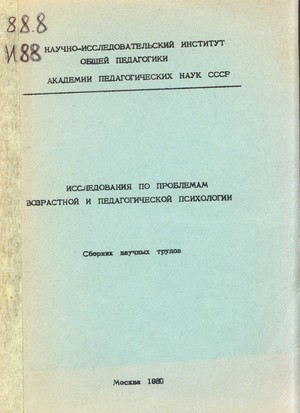 88.8
И88
НАУЧНО-ИССЛЕДОВАТЕЛЬСКИЙ ИНСТИТУТ
ОБЩЕЙ ПЕДАГОГИКИ
АКАДЕМИИ ПЕДАГОГИЧЕСКИХ НАУК СССР
ИССЛЕДОВАНИЯ ПО ПРОБЛЕМАМ
ВОЗРАСТНОЙ И ПЕДАГОГИЧЕСКОЙ ПСИХОЛОГИИ
Сборник научных трудов
Москва 1980